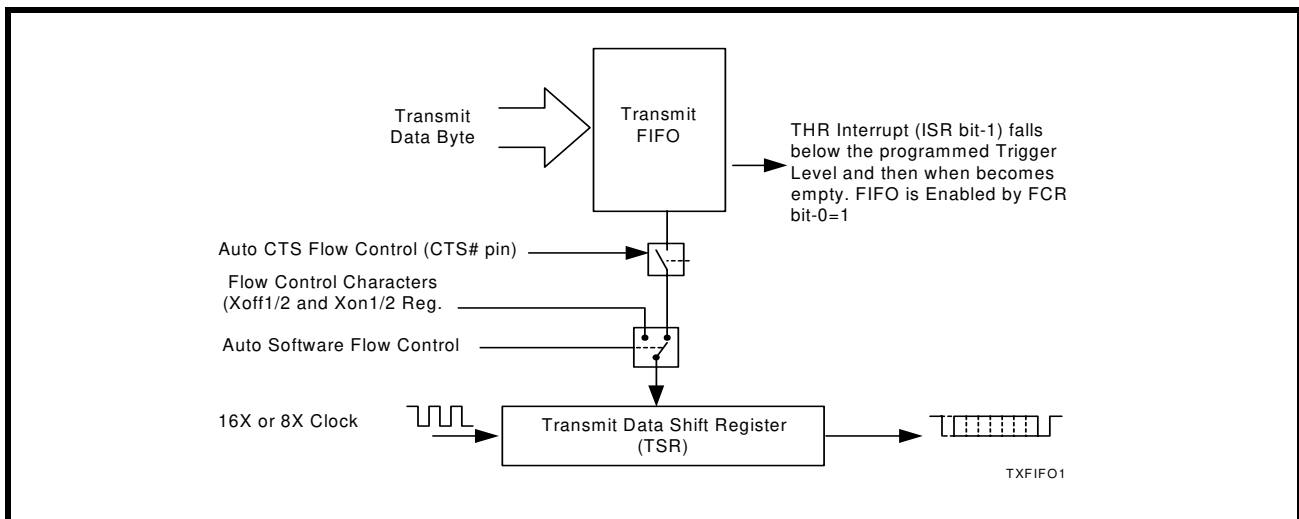 Transmit
Data Byte
Transmit
FIFO
THR Interrupt (ISR bit-1) falls
below the programmed Trigger
Level and then when becomes
empty. FIFO is Enabled by FCR
bit-0=1
Auto CTS Flow Control (CTS# pin)
Flow Control Characters
(Xoff1/2 and Xon1/2 Reg.
Auto Software Flow Control
16X or 8X Clock
Transmit Data Shift Register
(TSR)
TXFIFO1